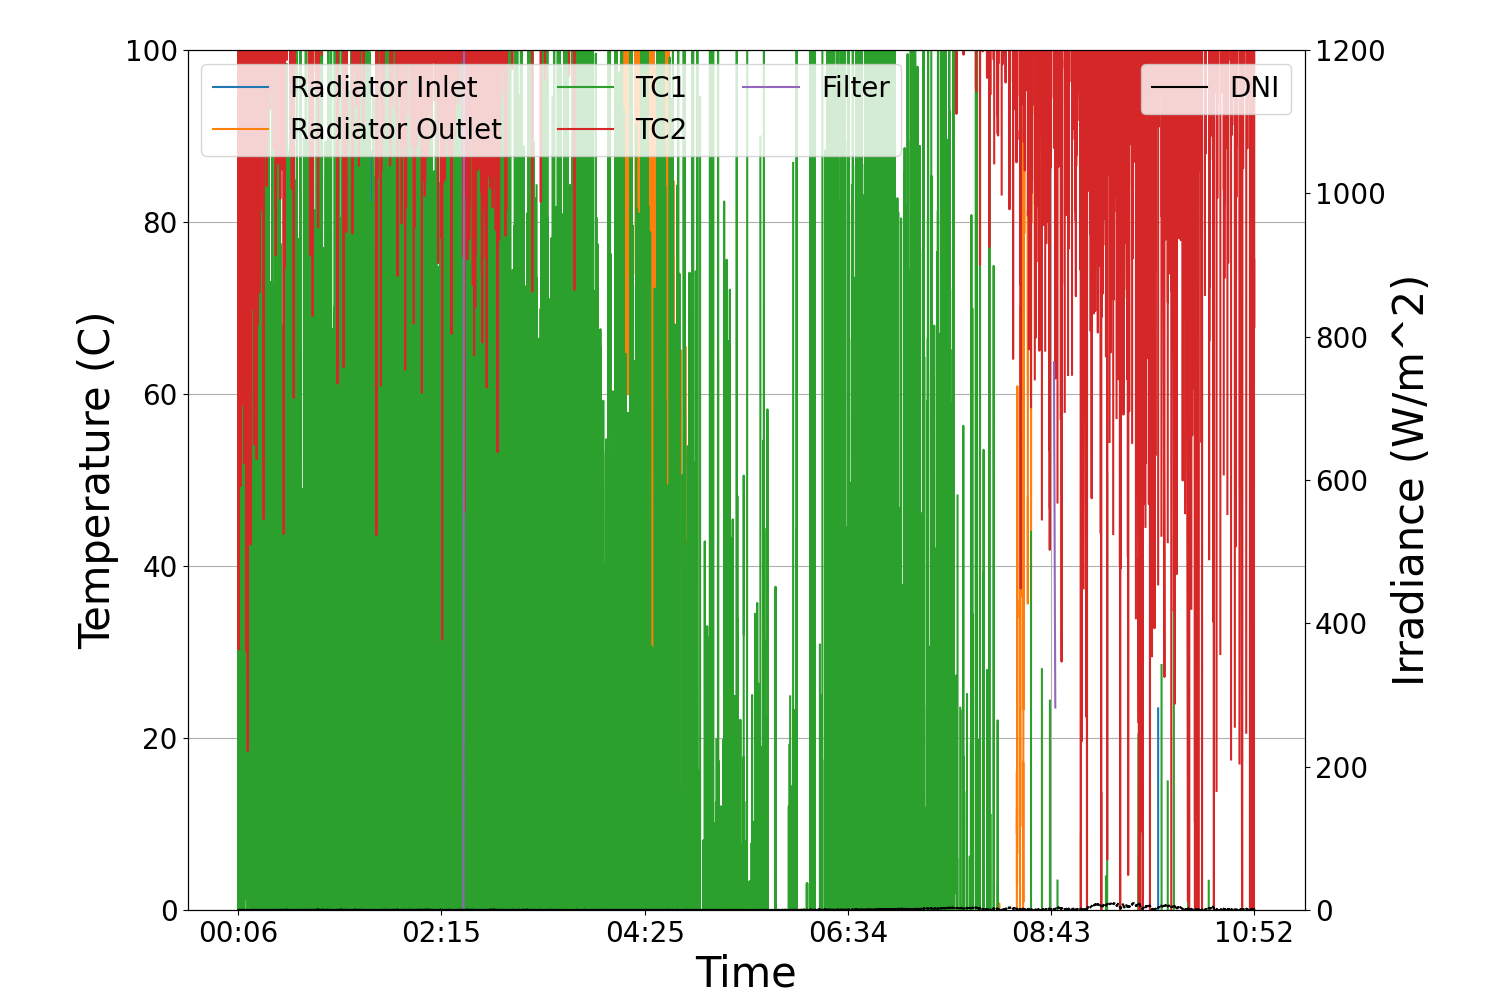 100
80
60
40
20
0
Temperature (C)
Radiator Inlet
Radiator Outlet
TC1
TC2
Filter
DNI
1200
1000
800
600
400
200
0
Irradiance (W/m^2)
00:06
02:15
04:25
06:34
08:43
10:52
Time